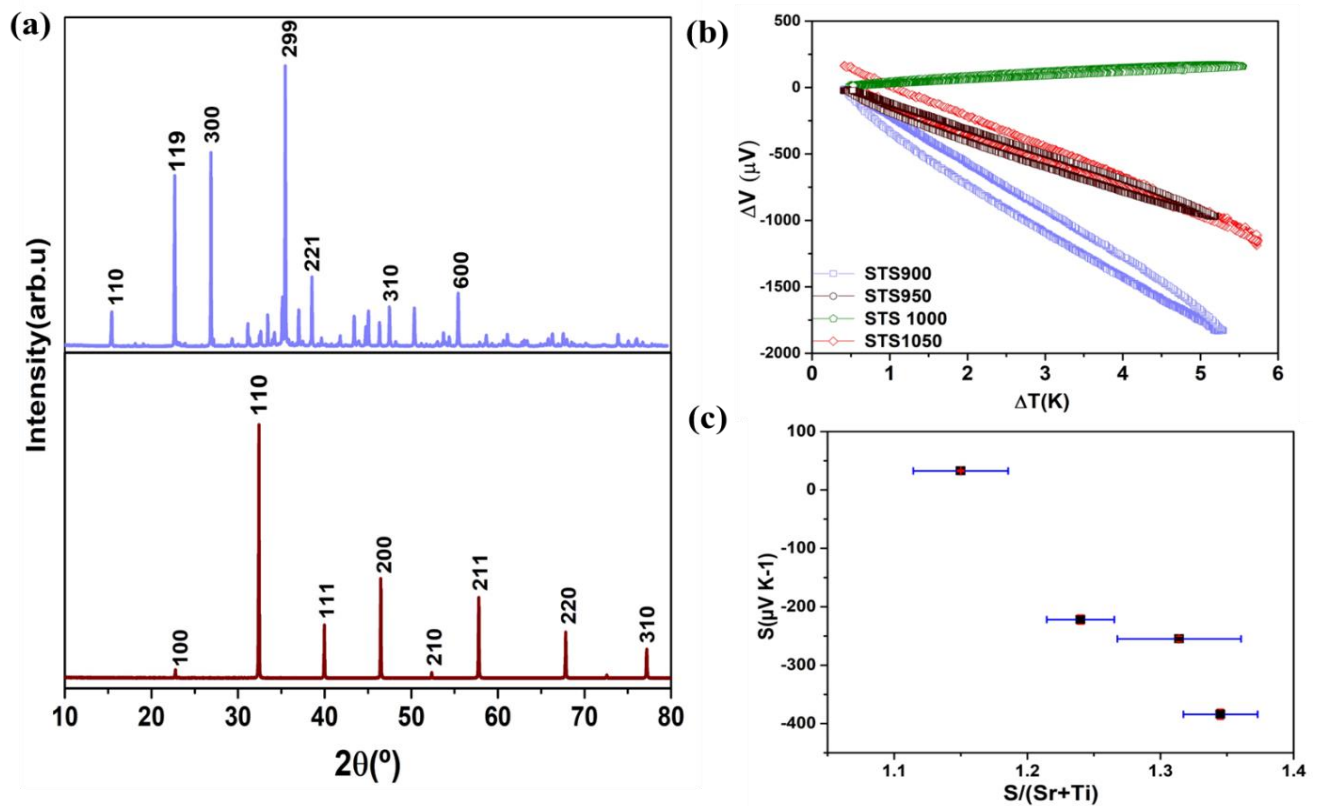 (a)
Intensity(arb.u)
110
119
300
299
221
310
600
100
110
111
200
210
211
220
310
10 20 30 40 50 60 70 80
2θ(º)
(b)
ΔV (μV)
500
0
-500
-1000
-1500
-2000
STS900
STS950
STS 1000
STS1050
0 1 2 3 4 5 6
ΔT(K)
(c)
S(μV K-1)
100
0
-100
-200
-300
-400
1.1 1.2 1.3 1.4
S/(Sr+Ti)